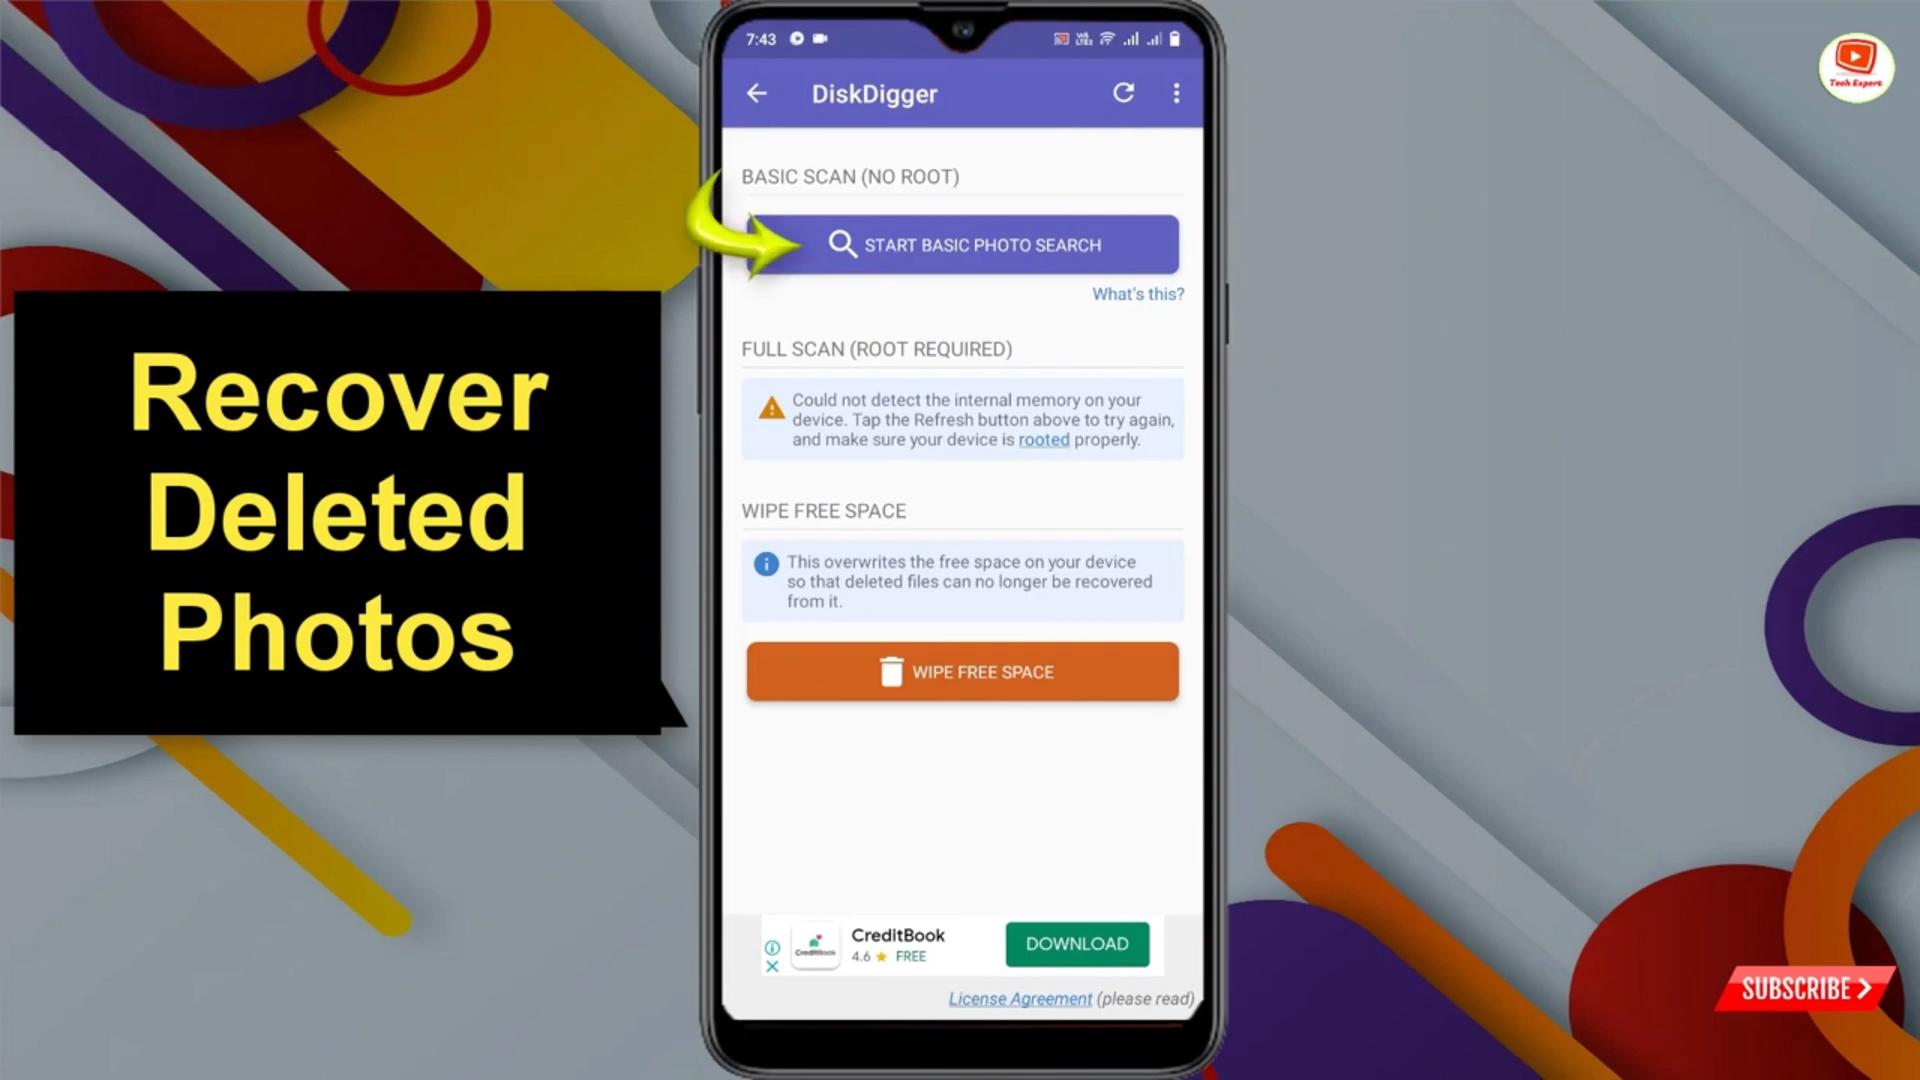 7:43
DiskDigger
Tech Expert
BASIC SCAN (NO ROOT)
START BASIC PHOTO SEARCH
What's this?
Recover
Deleted
Photos
FULL SCAN (ROOT REQUIRED)
Could not detect the internal memory on your
device. Tap the Refresh button above to try again,
and make sure your device is rooted properly.
WIPE FREE SPACE
This overwrites the free space on your device
so that deleted files can no longer be recovered
from it.
WIPE FREE SPACE
CreditBook
CreditBook
4.6 ★ FREE
DOWNLOAD
License Agreement (please read)
SUBSCRIBE >